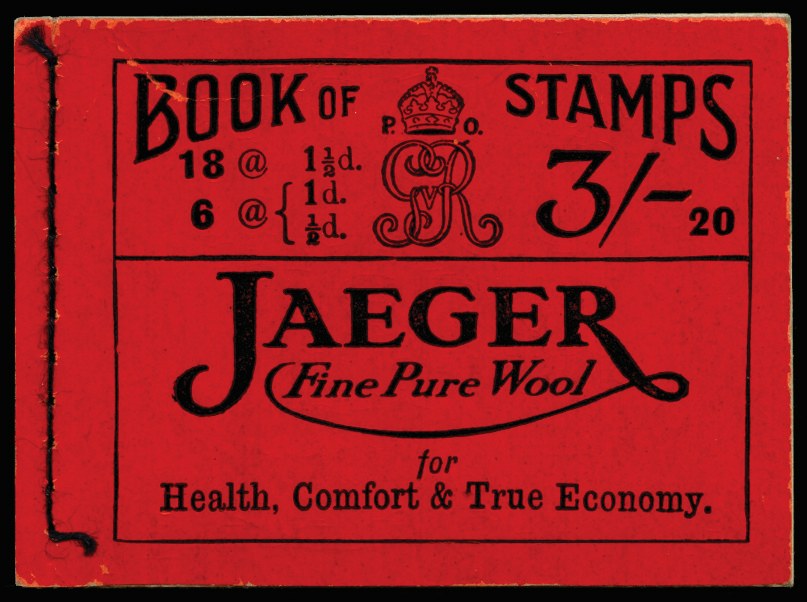 BOOK OF STAMPS
P. O.
18 @ 1½d.
6 @ { 1d. ½d.
GVR
3/-
20
JAEGER
Fine Pure Wool
for
Health, Comfort & True Economy.